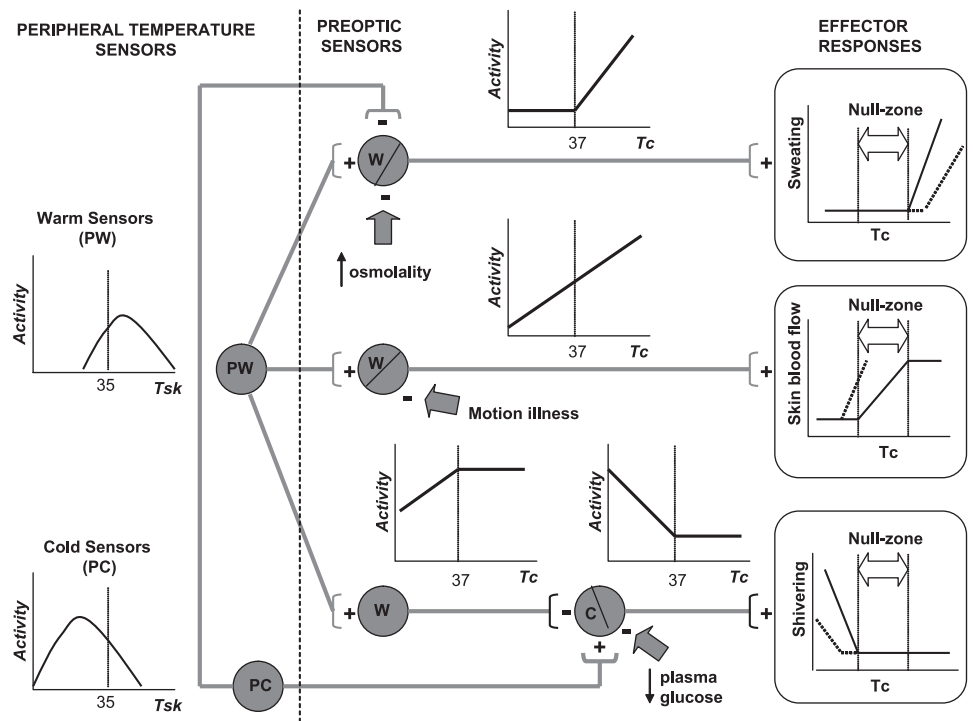 PERIPHERAL TEMPERATURE
SENSORS
PREOPTIC
SENSORS
EFFECTOR
RESPONSES
Activity
37
Tc
-
+
W
-
+
osmolality
Sweating
Null-zone
Tc
Warm Sensors
(PW)
Activity
35
Tsk
Activity
37
Tc
PW
+
W
-
+
Motion illness
Skin blood flow
Null-zone
Tc
Activity
37
Tc
Activity
37
Tc
Cold Sensors
(PC)
Activity
35
Tsk
+
W
-
C
-
+
+
plasma
glucose
PC
Shivering
Null-zone
Tc